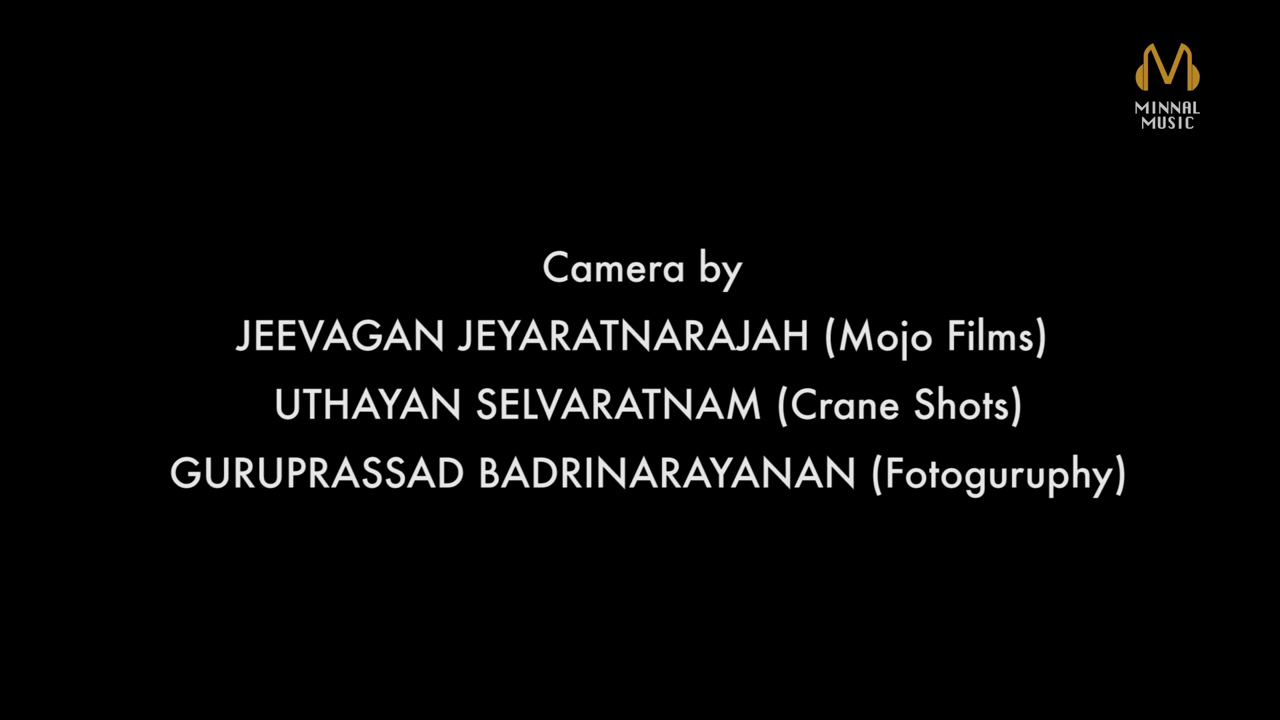 MINNAL
MUSIC
Camera by
JEEVAGAN JEYARATNARAJAH (Mojo Films)
UTHAYAN SELVARATNAM (Crane Shots)
GURUPRASSAD BADRINARAYANAN (Fotoguruphy)